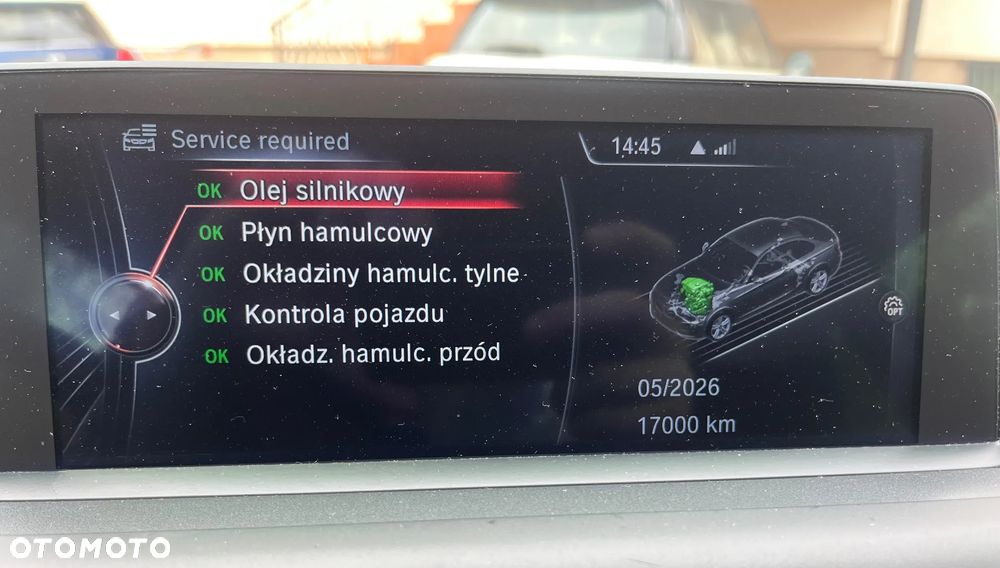 Service required
14:45
OK Olej silnikowy
OK Płyn hamulcowy
OK Okładziny hamulc. tylne
OK Kontrola pojazdu
OK Okładz. hamulc. przód
OPT
05/2026
17000 km
OTOMOTO